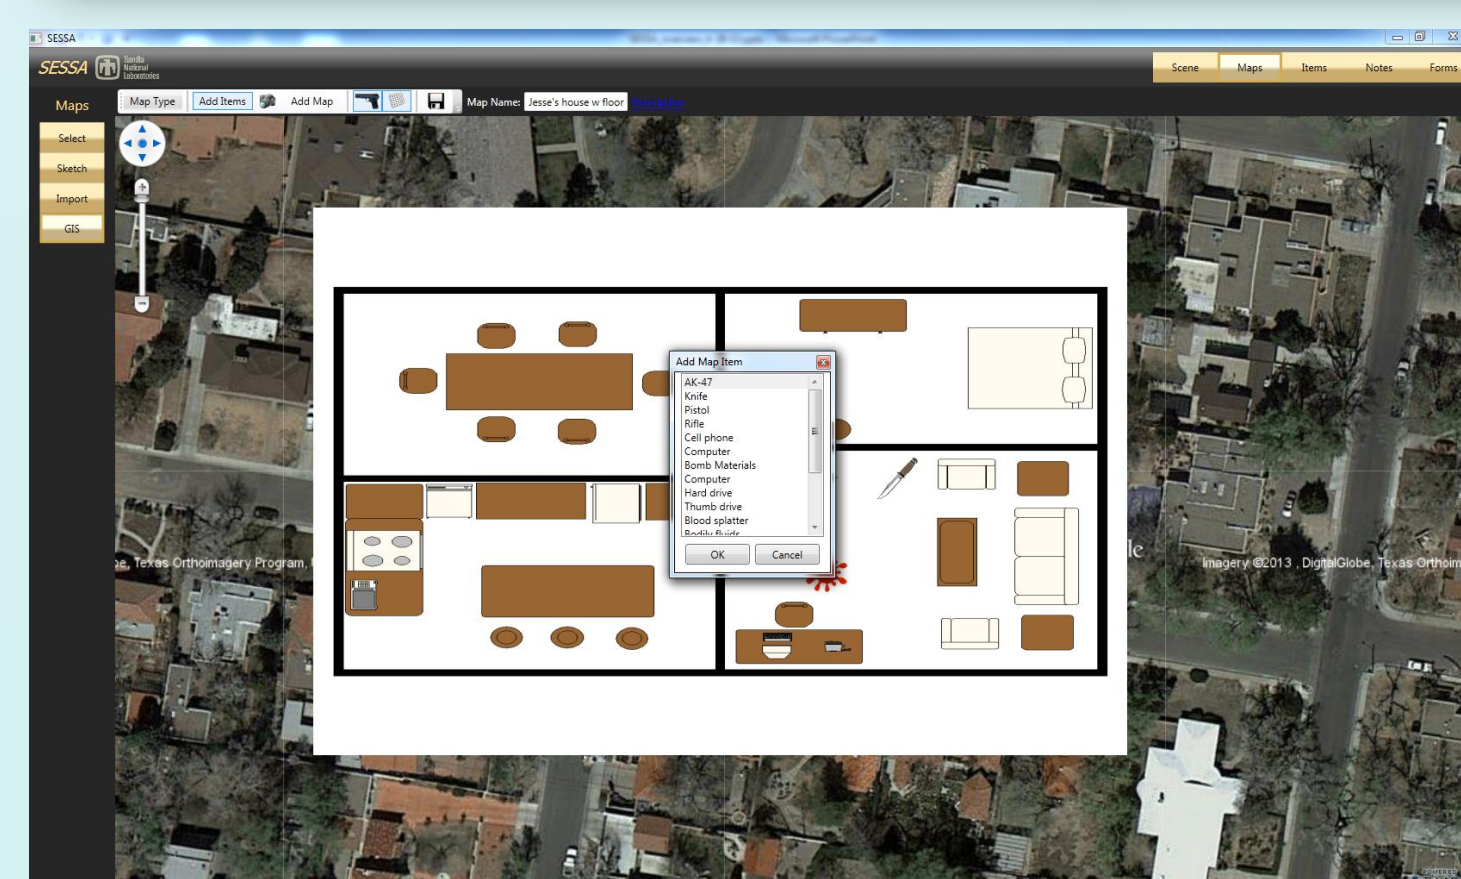 SESSA
SESSA
Sandia
National
Laboratories
Scene
Maps
Items
Notes
Forms
Maps
Map Type
Add Items
Add Map
Map Name:
Jesse's house w floor
Select
Sketch
Import
GIS
Add Map Item
AK-47
Knife
Pistol
Rifle
Cell phone
Computer
Bomb Materials
Computer
Hard drive
Thumb drive
Blood splatter
Bodily fluids
OK
Cancel
Texas Orthoimagery Program,
Imagery ©2013 , DigitalGlobe, Texas Orthoim